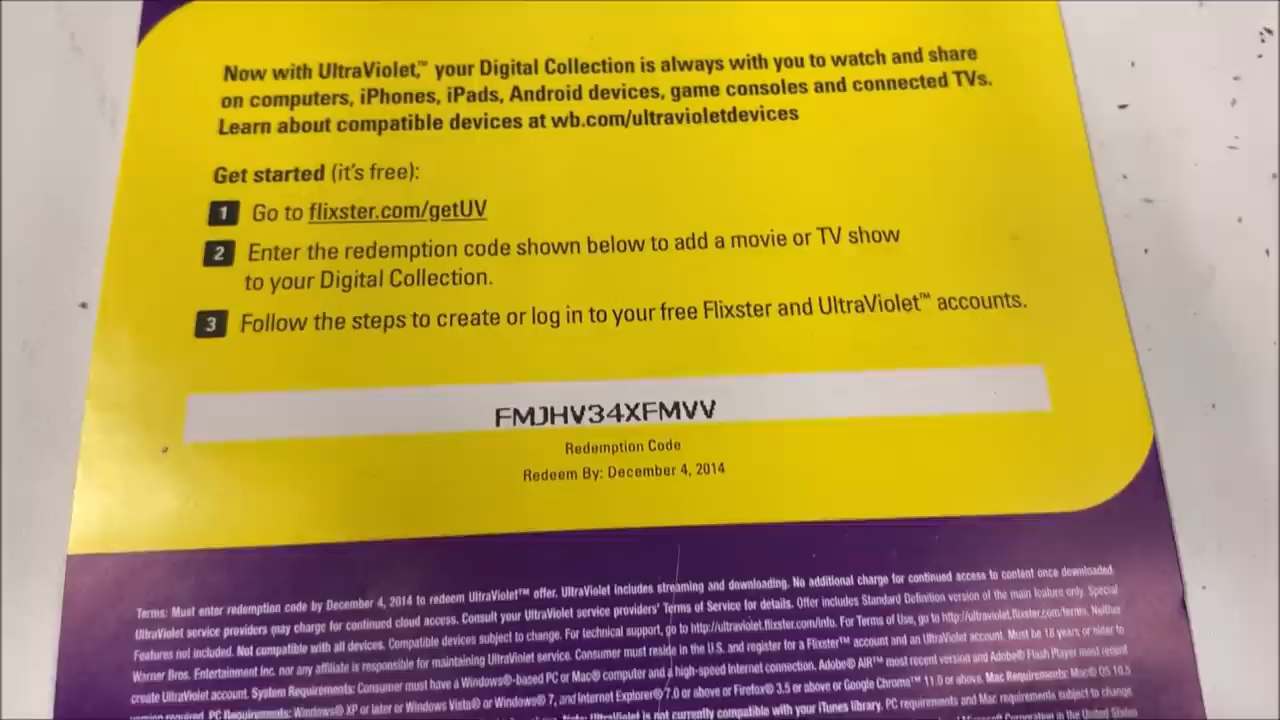 Now with UltraViolet,™ your Digital Collection is always with you to watch and share
on computers, iPhones, iPads, Android devices, game consoles and connected TVs.
Learn about compatible devices at wb.com/ultravioletdevices
Get started (it's free):
1 Go to flixster.com/getUV
2 Enter the redemption code shown below to add a movie or TV show
to your Digital Collection.
3 Follow the steps to create or log in to your free Flixster and UltraViolet™ accounts.
FMJHV34XFMVV
Redemption Code
Redeem By: December 4, 2014
Terms: Must enter redemption code by December 4, 2014 to redeem UltraViolet™ offer. UltraViolet includes streaming and downloading. No additional charge for continued access to content once downloaded.
UltraViolet service providers may charge for continued cloud access. Consult your UltraViolet service providers' Terms of Service for details. Offer includes Standard Definition version of the main feature only. Special
Features not included. Not compatible with all devices. Compatible devices subject to change. For technical support, go to http://ultraviolet.flixster.com/info. For Terms of Use, go to http://ultraviolet.flixster.com/terms. Neither
Warner Bros. Entertainment Inc. nor any affiliate is responsible for maintaining UltraViolet service. Consumer must reside in the U.S. and register for a Flixster™ account and an UltraViolet account. Must be 18 years or older to
create UltraViolet account. System Requirements: Consumer must have a Windows®-based PC or Mac® computer and a high-speed Internet connection. Adobe® AIR™ most recent version and Adobe® Flash Player most recent
version required. PC Requirements: Windows® XP or later or Windows Vista® or Windows® 7, and Internet Explorer® 7.0 or above or Firefox® 3.5 or above or Google Chrome™ 11.0 or above. Mac Requirements: Mac® OS 10.5
Note: UltraViolet is not currently compatible with your iTunes library. PC requirements and Mac requirements subject to change.
Microsoft Corporation in the United States